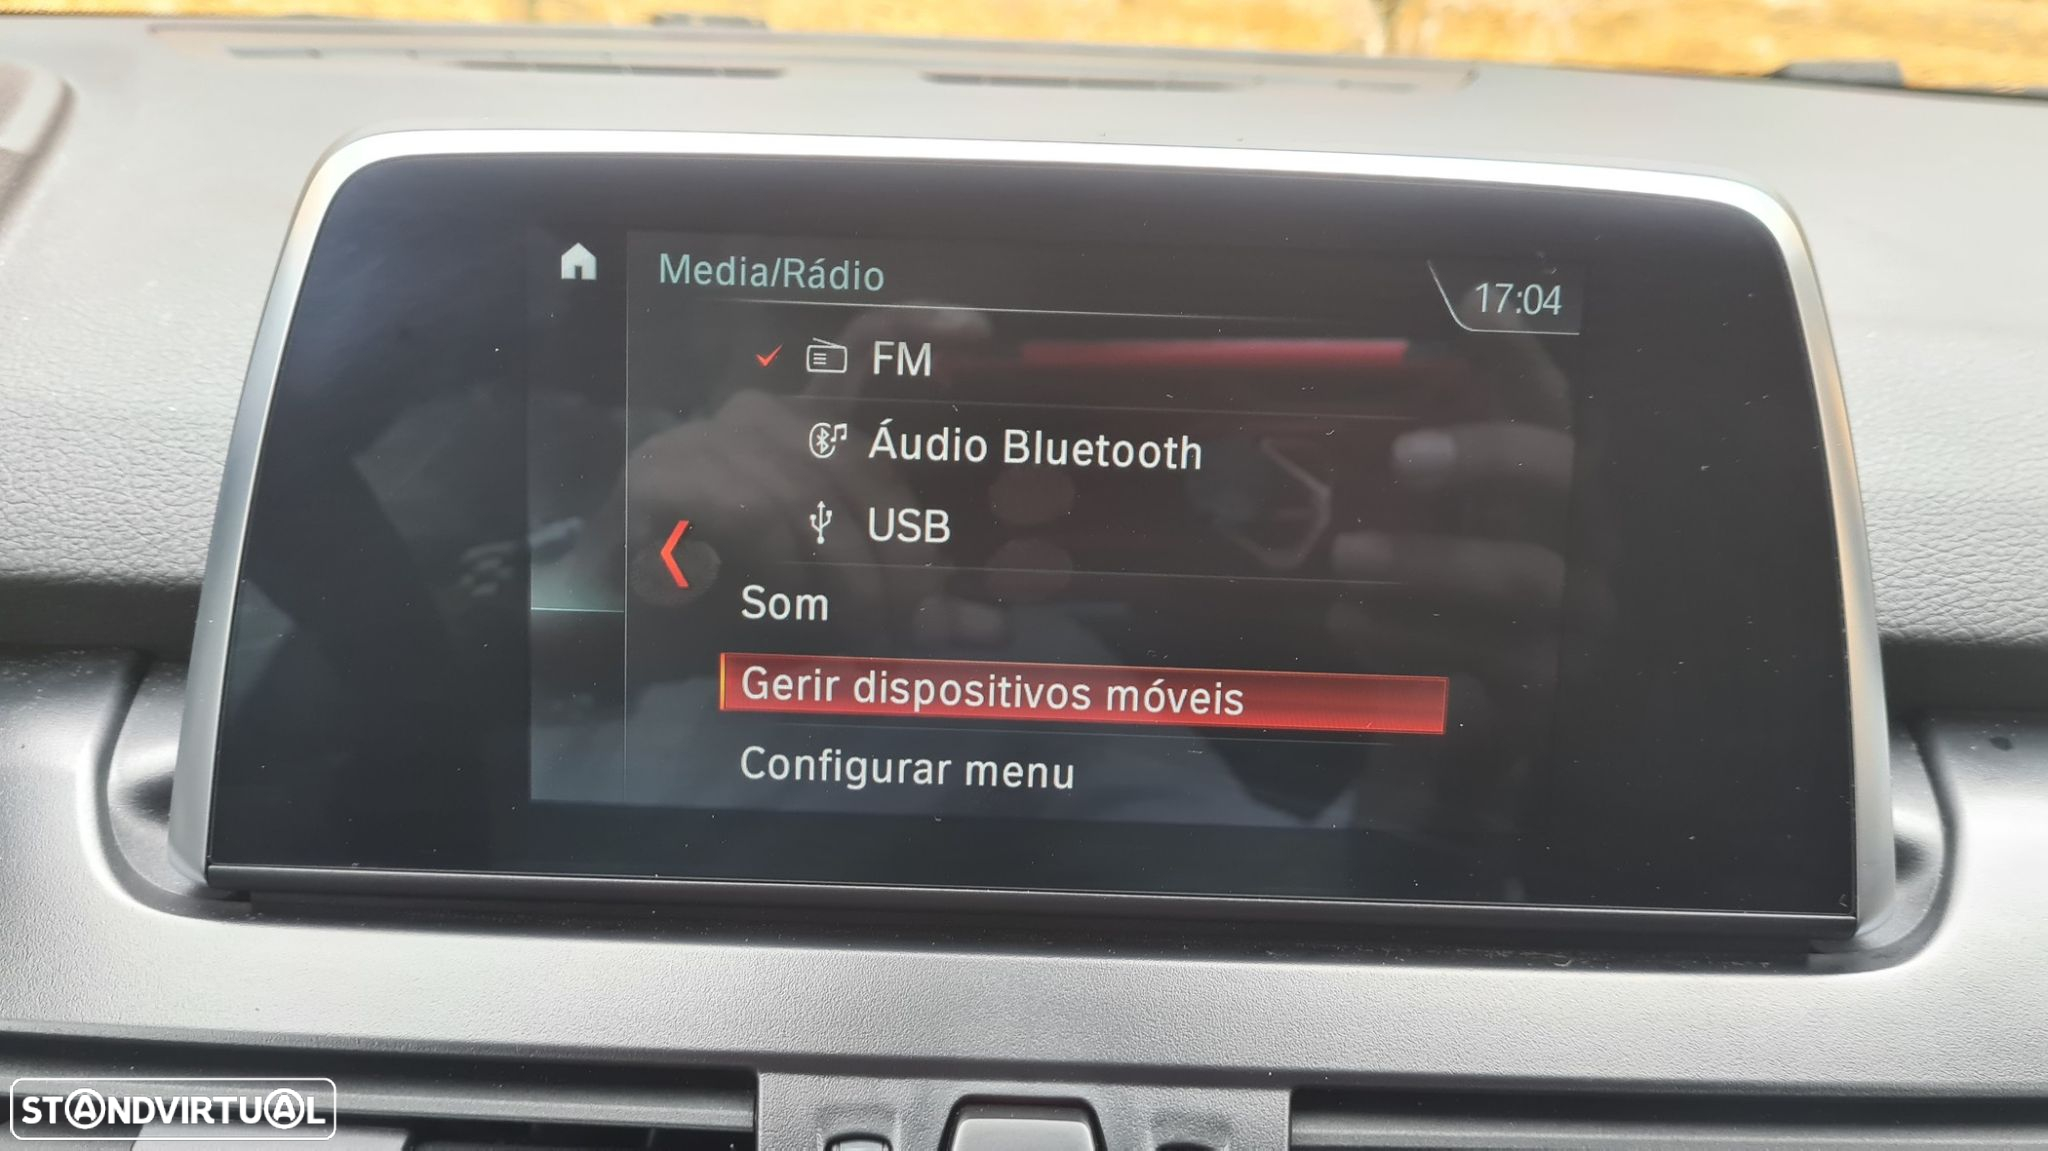 Media/Rádio
17:04
FM
Áudio Bluetooth
USB
Som
Gerir dispositivos móveis
Configurar menu
STANDVIRTUAL